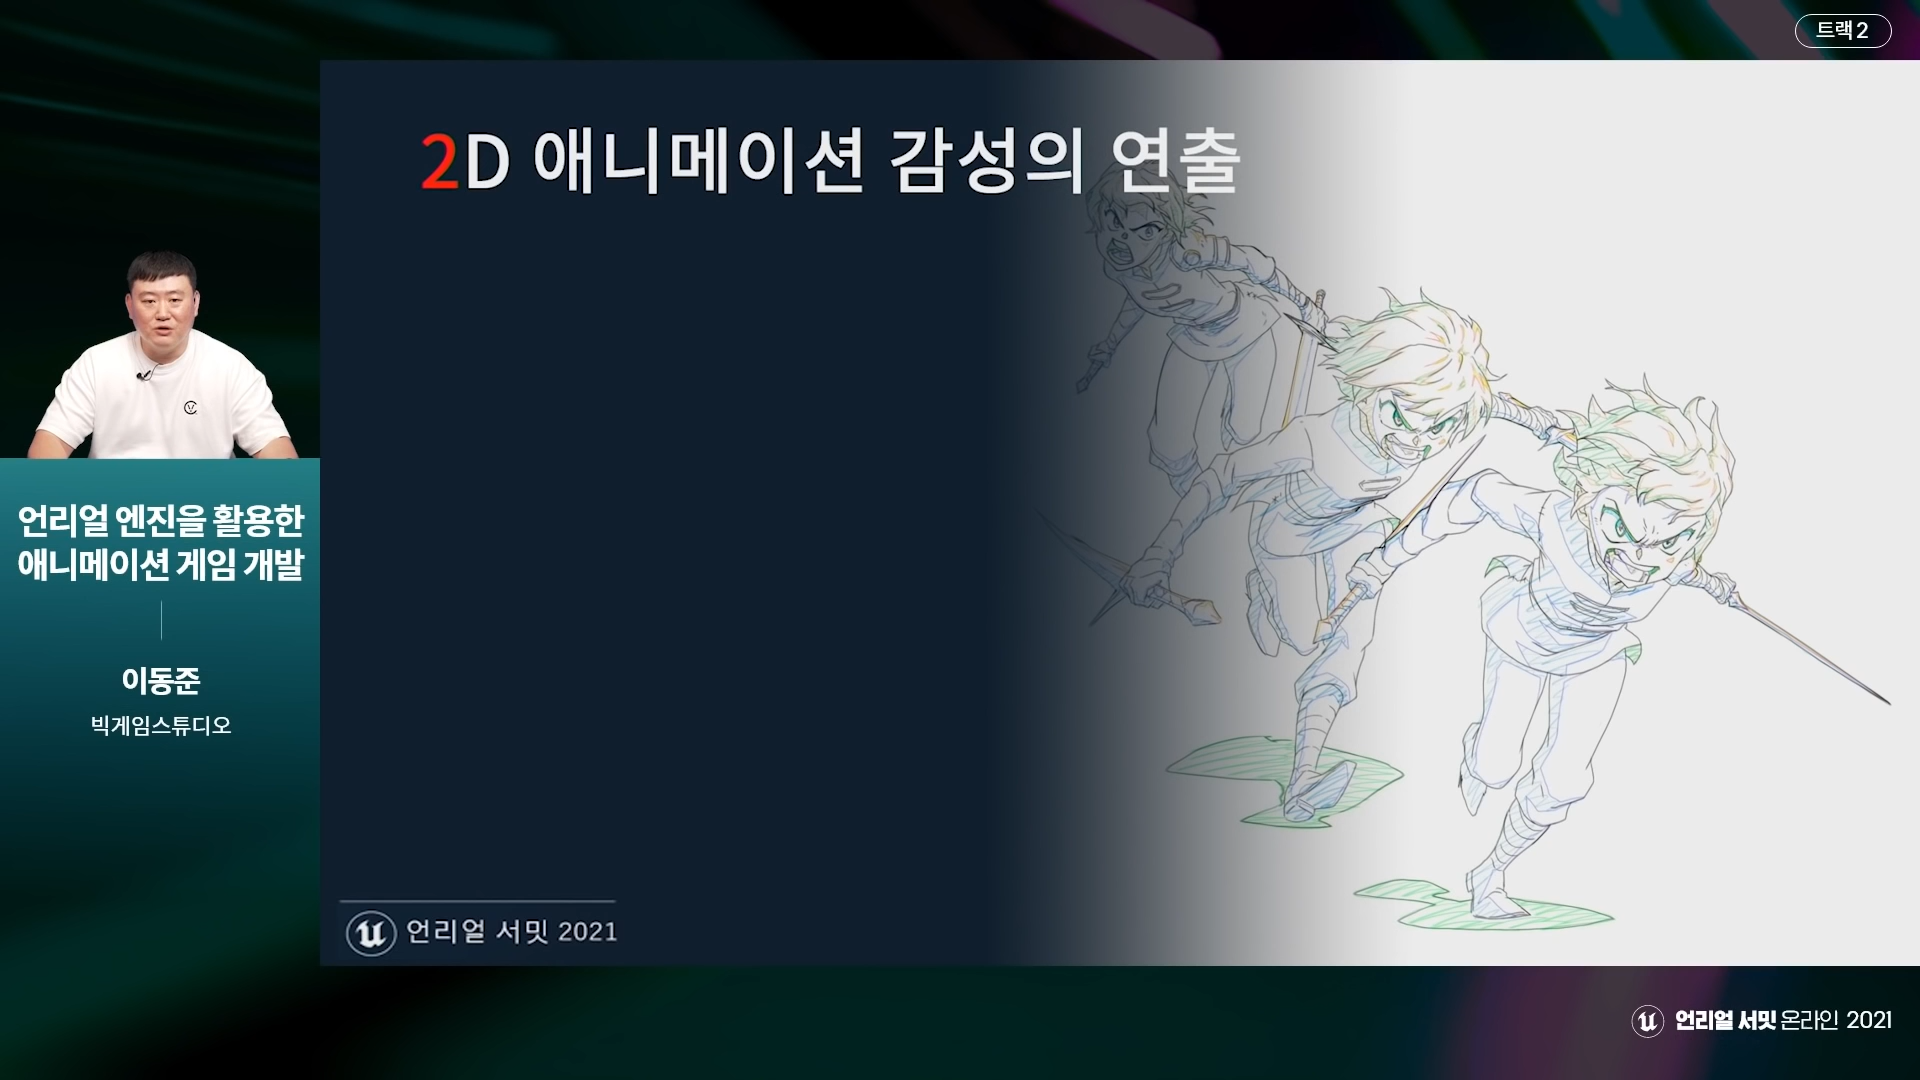 트랙2
2D 애니메이션 감성의 연출
언리얼 엔진을 활용한
애니메이션 게임 개발
이동준
빅게임스튜디오
언리얼 서밋 2021
언리얼 서밋 온라인 2021